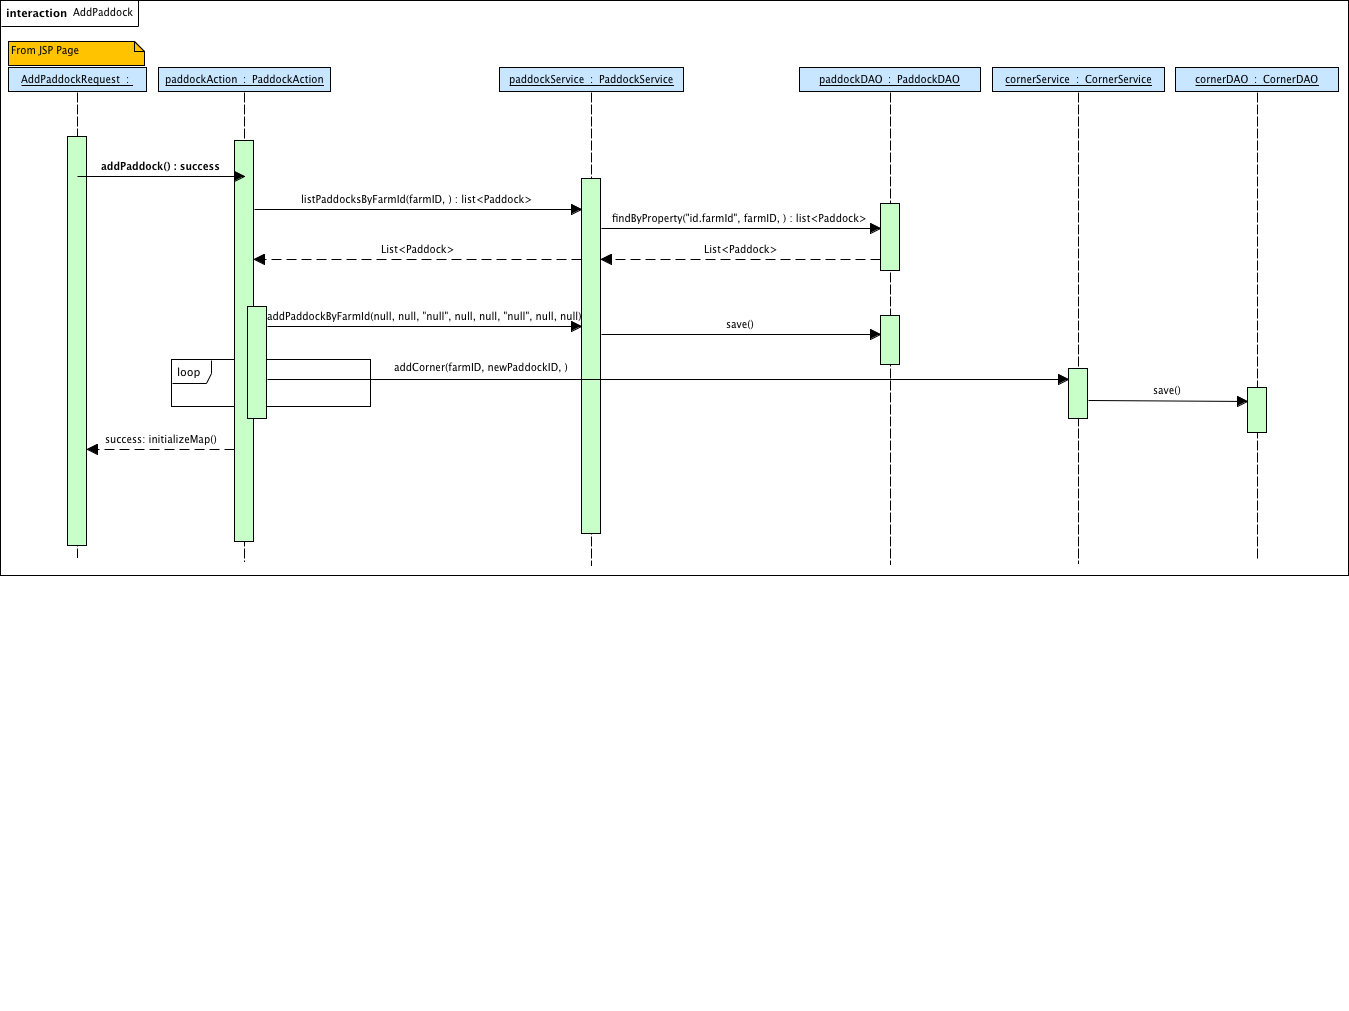 interaction AddPaddock
From JSP Page
AddPaddockRequest :
paddockAction : PaddockAction
paddockService : PaddockService
paddockDAO : PaddockDAO
cornerService : CornerService
cornerDAO : CornerDAO
addPaddock() : success
listPaddocksByFarmId(farmID, ) : list<Paddock>
findByProperty("id.farmId", farmID, ) : list<Paddock>
List<Paddock>
List<Paddock>
addPaddockByFarmId(null, null, "null", null, null, "null", null, null)
save()
loop
addCorner(farmID, newPaddockID, )
save()
success: initializeMap()